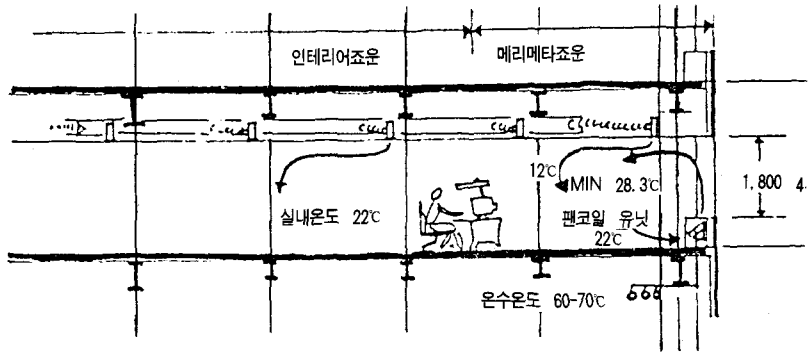 인테리어죠운
메리메타죠운
12℃
MIN 28.3℃
1,800
4
실내온도 22℃
팬코일 유닛
22℃
온수온도 60-70℃